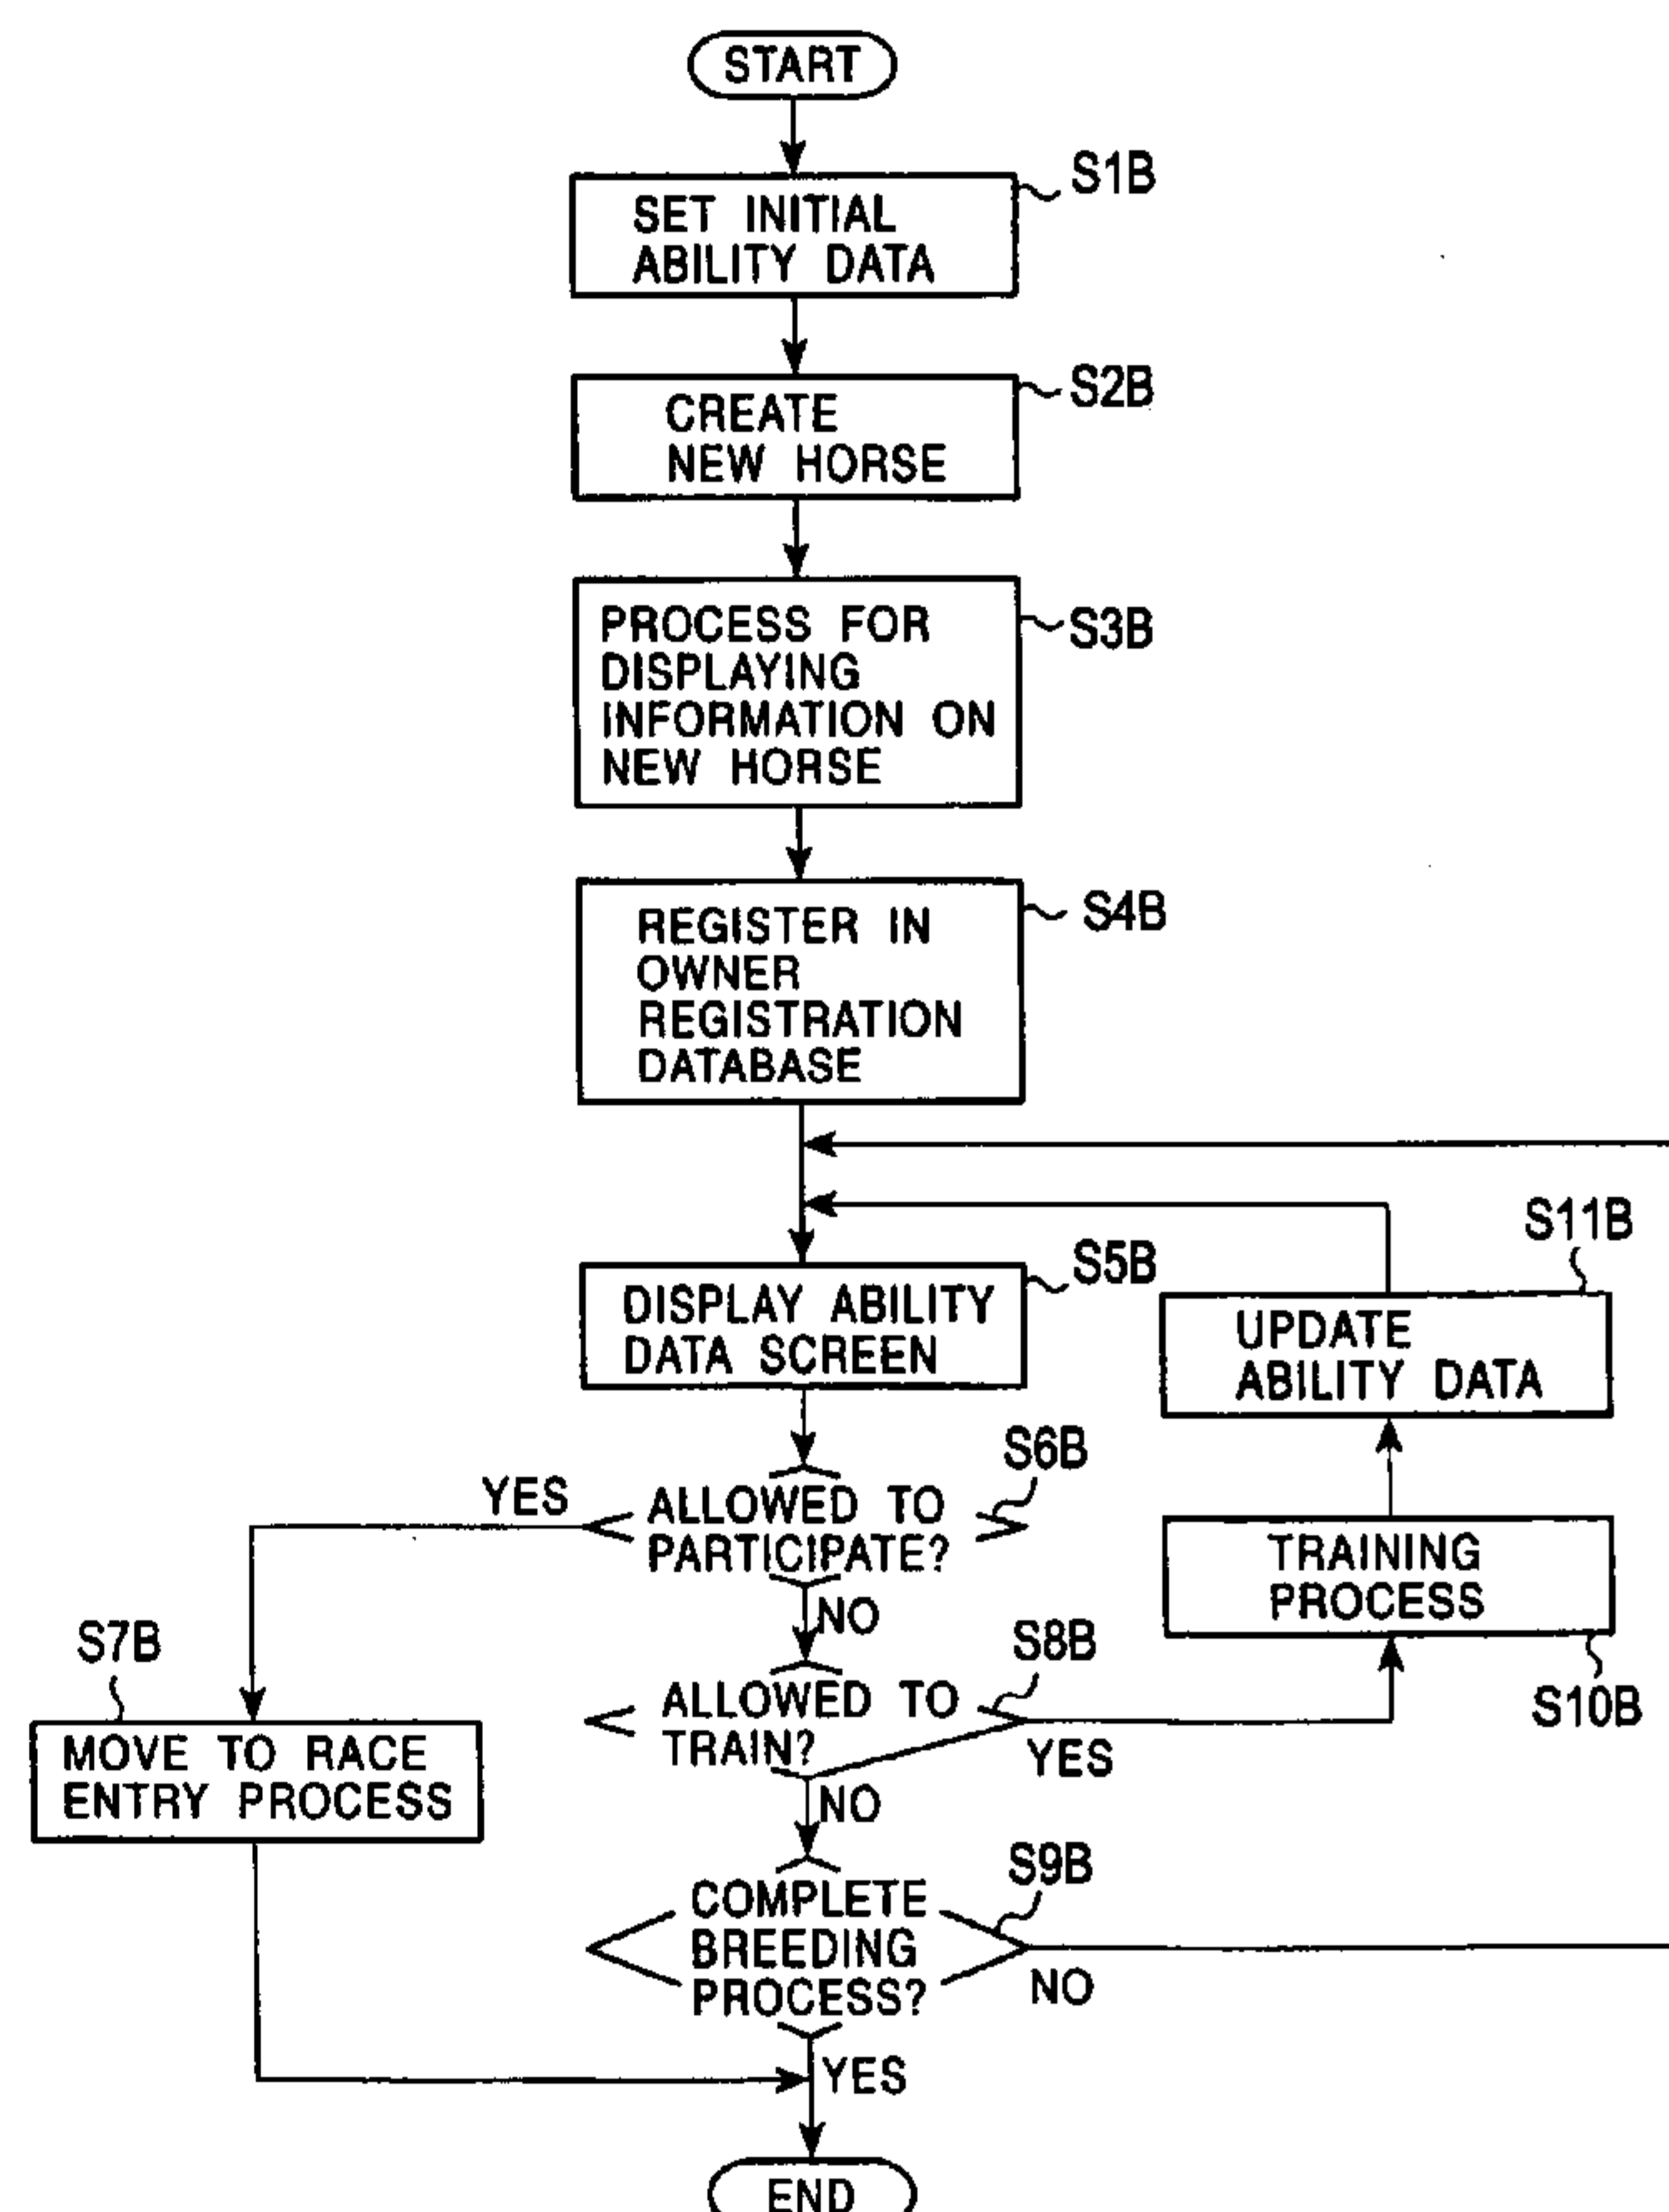 START
S1B
SET INITIAL
ABILITY DATA
S2B
CREATE
NEW HORSE
S3B
PROCESS FOR
DISPLAYING
INFORMATION ON
NEW HORSE
S4B
REGISTER IN
OWNER
REGISTRATION
DATABASE
S5B
DISPLAY ABILITY
DATA SCREEN
S11B
UPDATE
ABILITY DATA
S6B
YES
ALLOWED TO
PARTICIPATE?
NO
TRAINING
PROCESS
S10B
S7B
MOVE TO RACE
ENTRY PROCESS
S8B
ALLOWED TO
TRAIN?
YES
NO
S9B
COMPLETE
BREEDING
PROCESS?
NO
YES
END